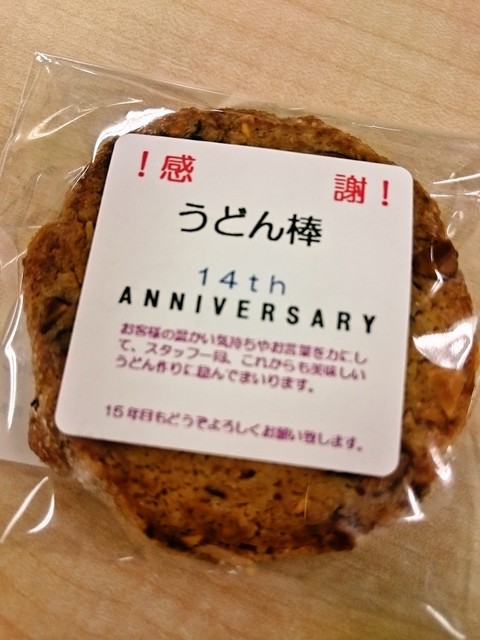 ！感謝！
うどん棒
14th
ANNIVERSARY
お客様の温かい気持ちやお言葉を力にし
て、スタッフ一同、これからも美味しい
うどん作りに励んでまいります。
15年目もどうぞよろしくお願い致します。